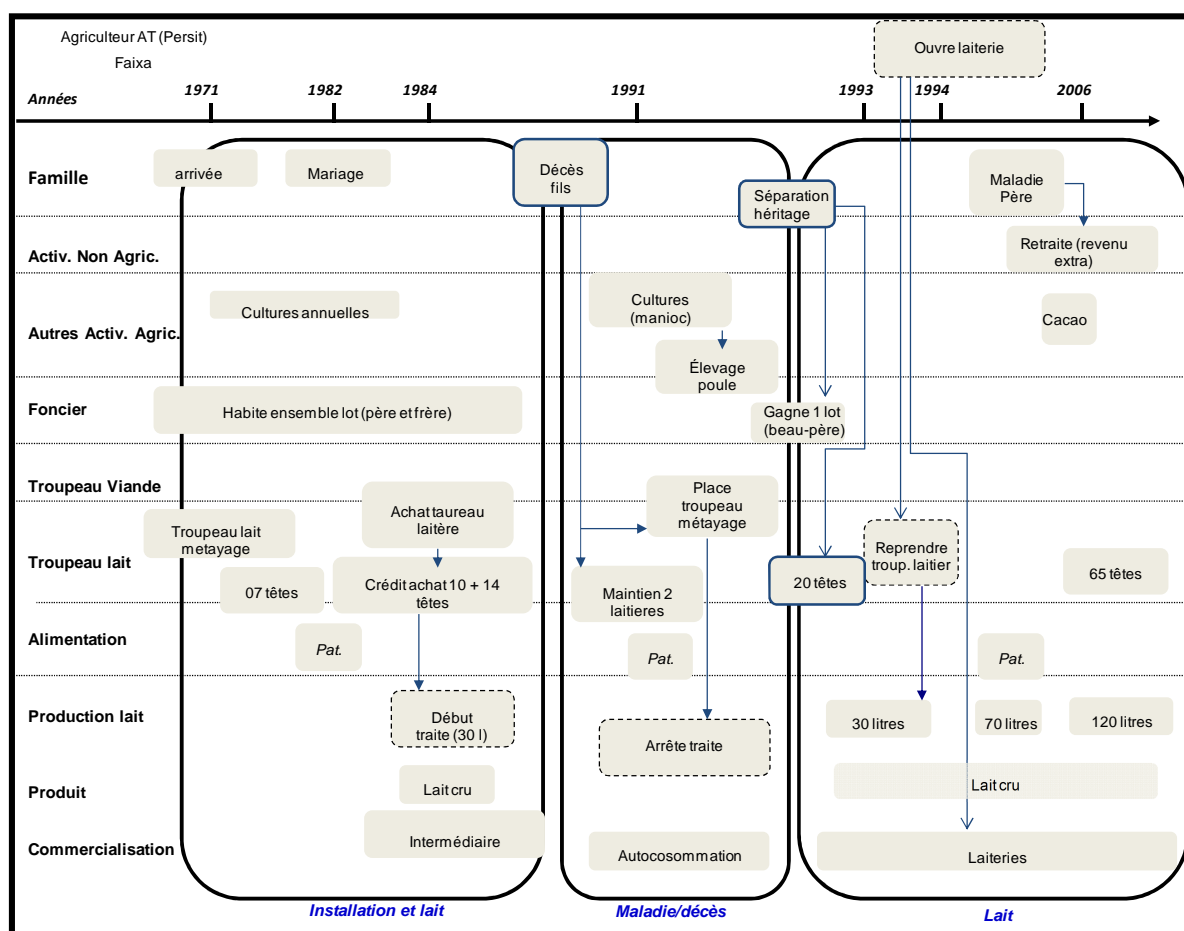 Agriculteur AT (Persit)
Faixa
Ouvre laiterie
Années
1971
1982
1984
1991
1993
1994
2006
Famille
arrivée
Mariage
Décès
fils
Séparation
héritage
Maladie
Père
Activ. Non Agric.
Retraite (revenu
extra)
Autres Activ. Agric.
Cultures annuelles
Cultures
(manioc)
Élevage
poule
Cacao
Foncier
Habite ensemble lot (père et frère)
Gagne 1 lot
(beau-père)
Troupeau Viande
Achat taureau
laitère
Place
troupeau
métayage
Troupeau lait
Troupeau lait
metayage
07 têtes
Crédit achat 10 + 14
têtes
Maintien 2
laitieres
20 têtes
Reprendre
troup. laitier
65 têtes
Alimentation
Pat.
Pat.
Pat.
Production lait
Début
traite (30 l)
Arrête traite
30 litres
70 litres
120 litres
Produit
Lait cru
Lait cru
Commercialisation
Intermédiaire
Autocosommation
Laiteries
Installation et lait
Maladie/décès
Lait